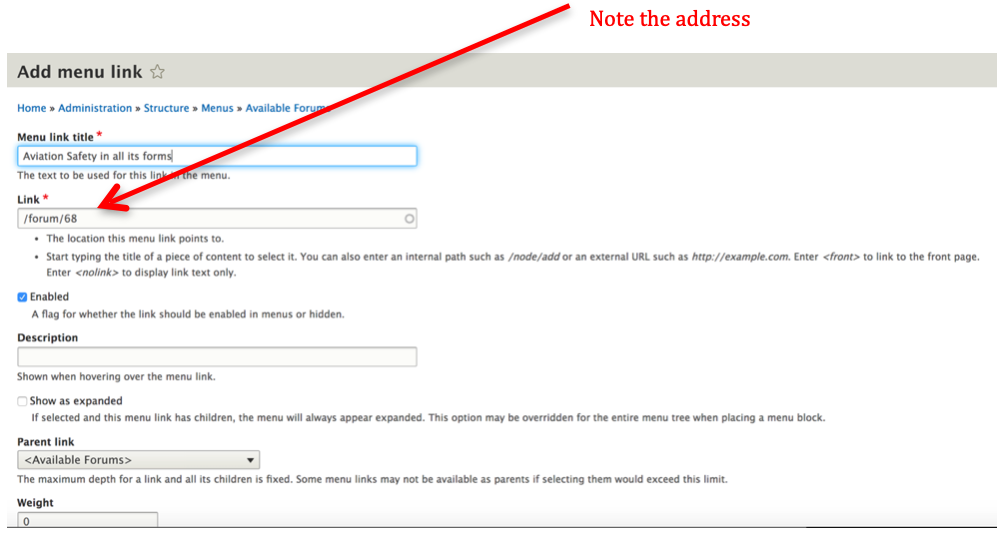 Note the address
Add menu link
Home » Administration » Structure » Menus » Available Forums
Menu link title *
Aviation Safety in all its forms
The text to be used for this link in the menu.
Link *
/forum/68
• The location this menu link points to.
• Start typing the title of a piece of content to select it. You can also enter an internal path such as /node/add or an external URL such as http://example.com. Enter <front> to link to the front page.
Enter <nolink> to display link text only.
Enabled
A flag for whether the link should be enabled in menus or hidden.
Description
Shown when hovering over the menu link.
Show as expanded
If selected and this menu link has children, the menu will always appear expanded. This option may be overridden for the entire menu tree when placing a menu block.
Parent link
<Available Forums>
The maximum depth for a link and all its children is fixed. Some menu links may not be available as parents if selecting them would exceed this limit.
Weight
0